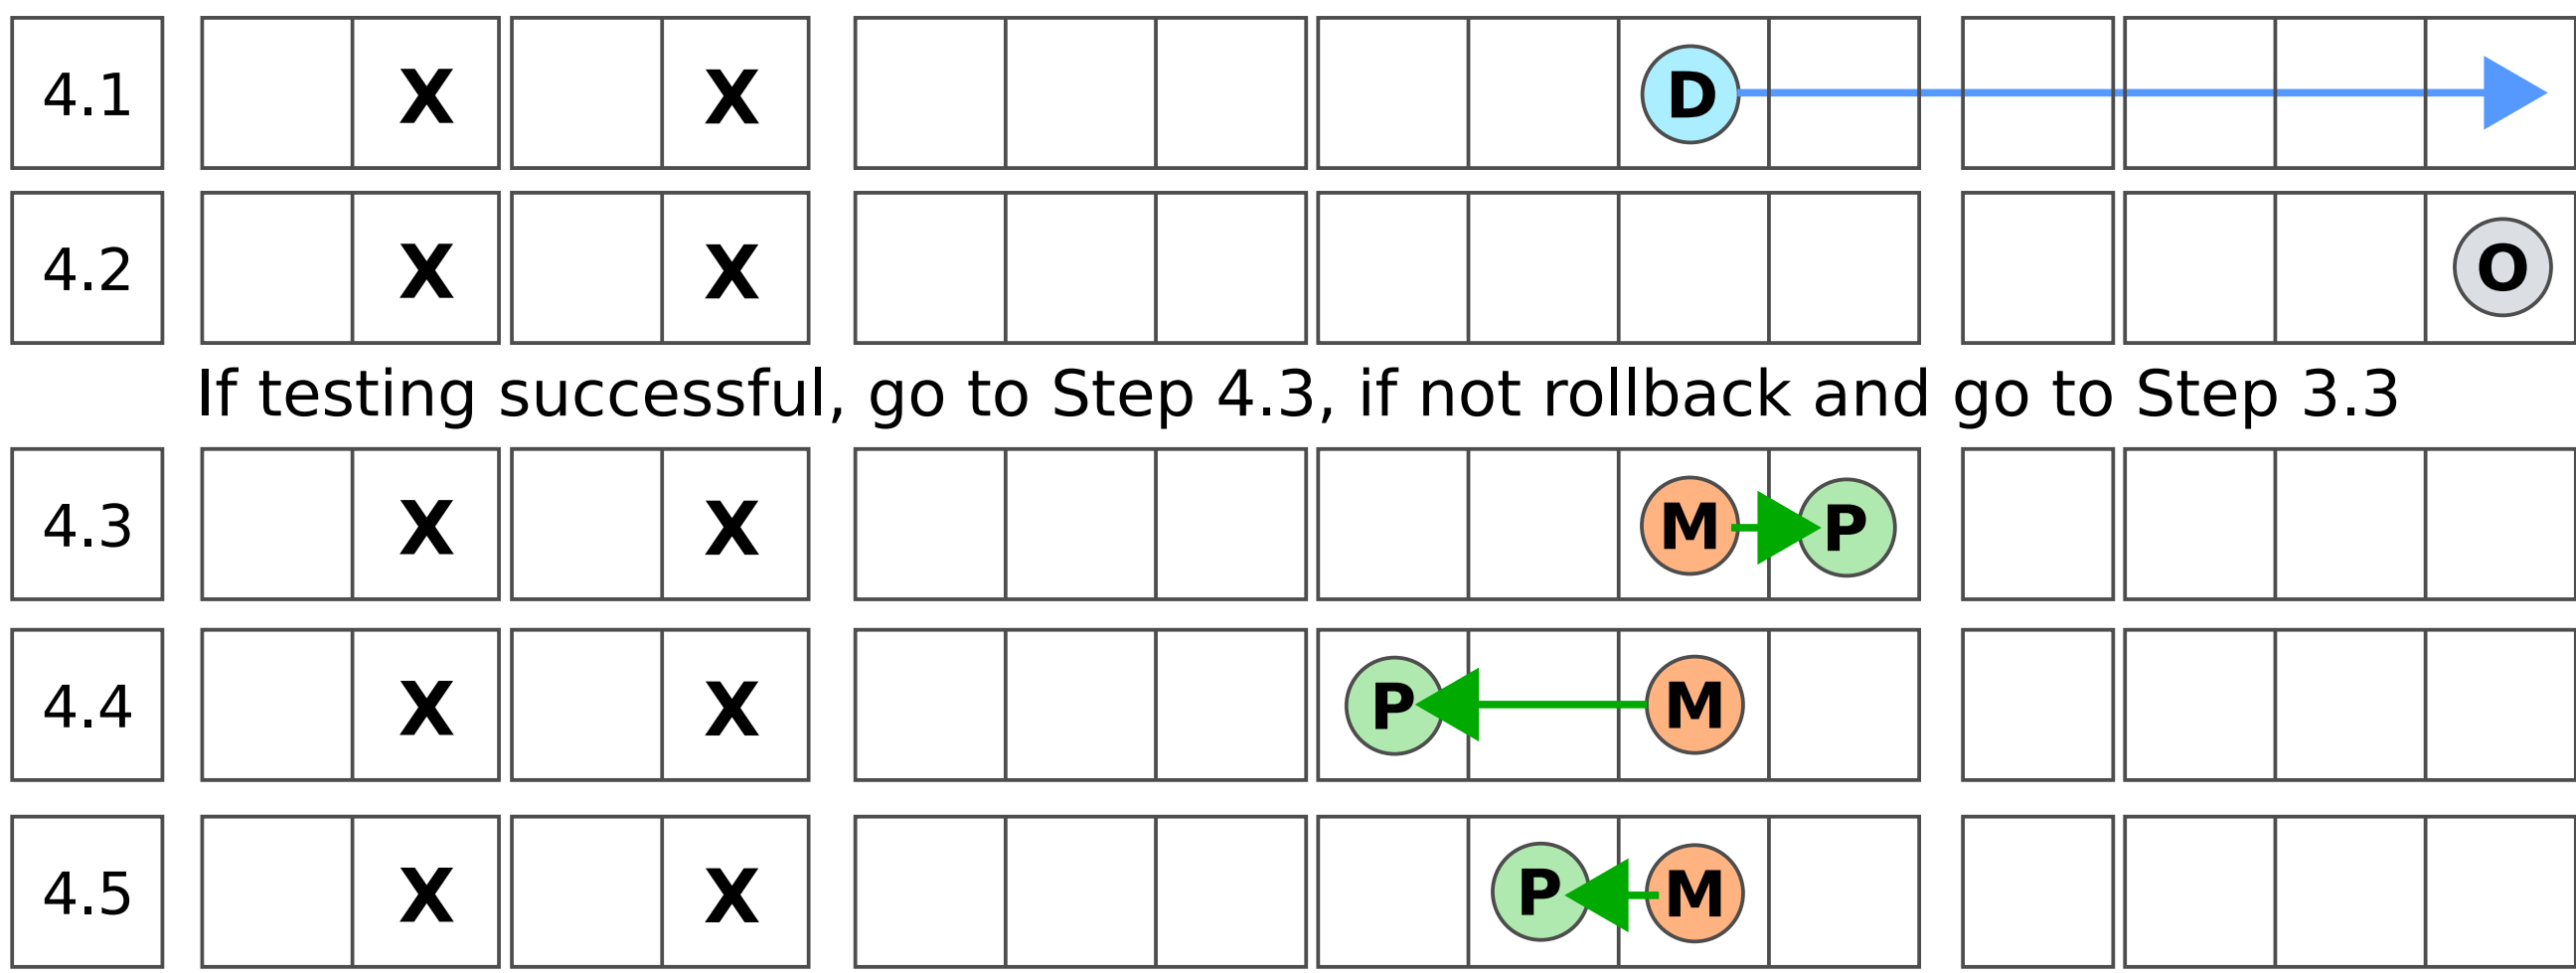 4.1 X X D
4.2 X X O
If testing successful, go to Step 4.3, if not rollback and go to Step 3.3
4.3 X X M P
4.4 X X P M
4.5 X X P M